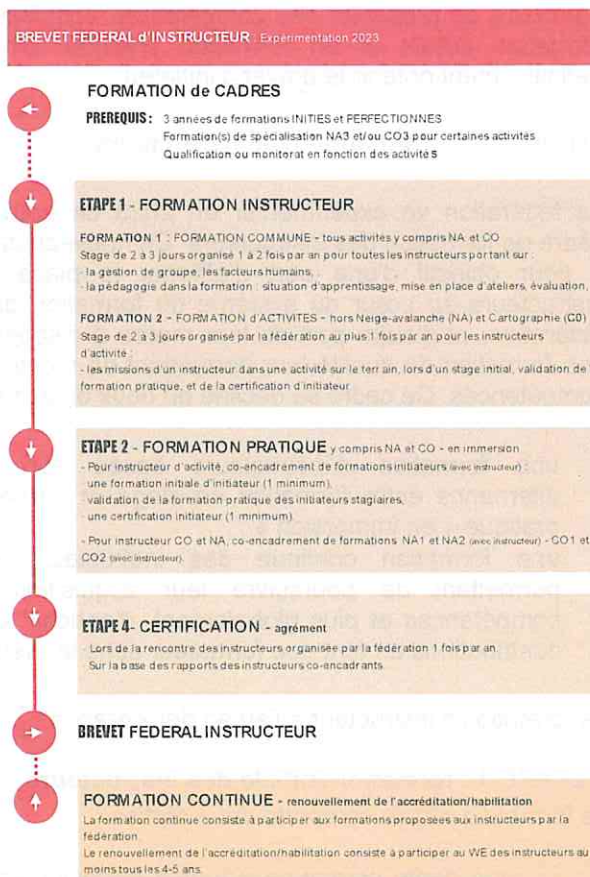 BREVET FEDERAL d'INSTRUCTEUR : Expérimentation 2023
FORMATION de CADRES
PREREQUIS : 3 années de formations INITIES et PERFECTIONNES
Formation(s) de spécialisation NA3 et/ou CO3 pour certaines activités
Qualification ou monitorat en fonction des activités
ETAPE 1 - FORMATION INSTRUCTEUR
FORMATION 1 : FORMATION COMMUNE - tous activités y compris NA et CO
Stage de 2 à 3 jours organisé 1 à 2 fois par an pour toutes les instructeurs portant sur :
- la gestion de groupe, les facteurs humains, :
- la pédagogie dans la formation : situation d'apprentissage, mise en place d'ateliers, évaluation,
FORMATION 2 - FORMATION d'ACTIVITES - hors Neige-avalanche (NA) et Cartographie (CO)
Stage de 2 à 3 jours organisé par la fédération au plus 1 fois par an pour les instructeurs
d'activité :
- les missions d'un instructeur dans une activité sur le terrain, lors d'un stage initial, validation de
formation pratique, et de la certification d'initiateur.
ETAPE 2 - FORMATION PRATIQUE y compris NA et CO - en immersion
- Pour instructeur d'activité, co-encadrement de formations initiateurs (avec instructeur)
- une formation initiale d'initiateur (1 minimum),
- validation de la formation pratique des initiateurs stagiaires,
- une certification initiateur (1 minimum).
- Pour instructeur CO et NA, co-encadrement de formations NA1 et NA2 (avec instructeur) - CO1 et
CO2 (avec instructeur).
ETAPE 4- CERTIFICATION - agrément
- Lors de la rencontre des instructeurs organisée par la fédération 1 fois par an
- Sur la base des rapports des instructeurs co-encadrants
BREVET FEDERAL INSTRUCTEUR
FORMATION CONTINUE - renouvellement de l'accréditation/habilitation
La formation continue consiste à participer aux formations proposées aux instructeurs par la
fédération.
Le renouvellement de l'accréditation/habilitation consiste à participer au WE des instructeurs au
moins tous les 4-5 ans.